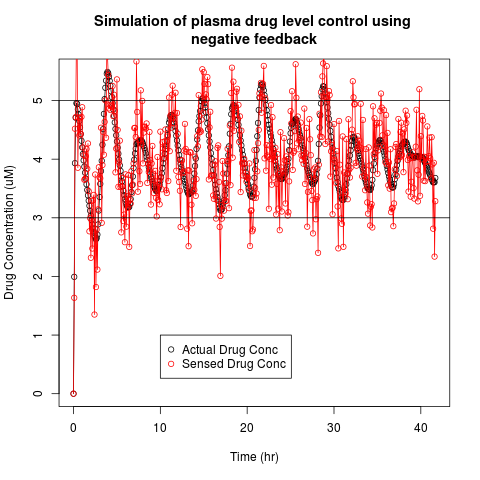 Simulation of plasma drug level control using
negative feedback
Drug Concentration (uM)
5
4
3
2
1
0
Actual Drug Conc
Sensed Drug Conc
0 10 20 30 40
Time (hr)